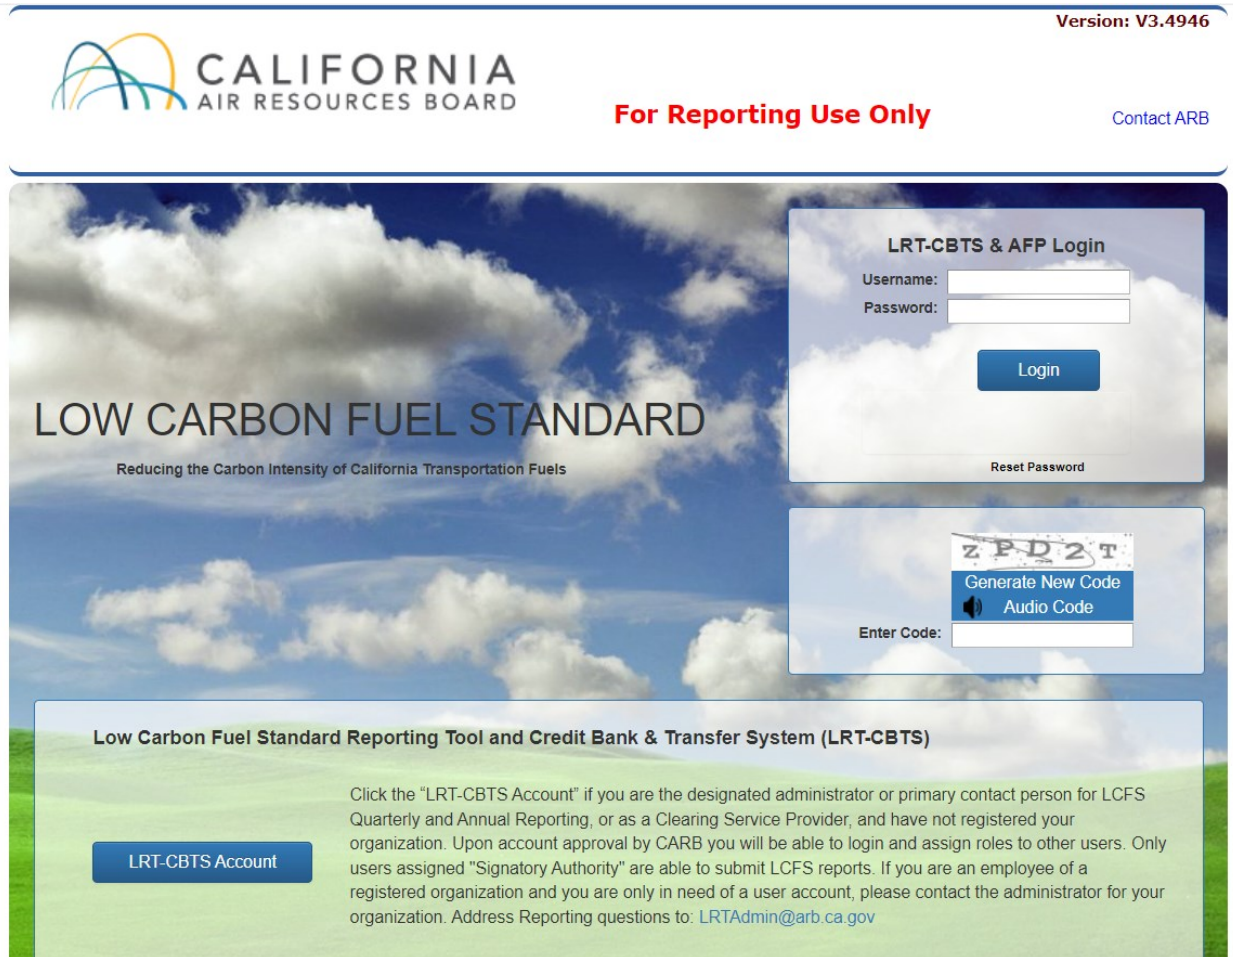 Version: V3.4946
CALIFORNIA
AIR RESOURCES BOARD
For Reporting Use Only
Contact ARB
LRT-CBTS & AFP Login
Username:
Password:
Login
Reset Password
LOW CARBON FUEL STANDARD
Reducing the Carbon Intensity of California Transportation Fuels
Z P D 2 T
Generate New Code
Audio Code
Enter Code:
Low Carbon Fuel Standard Reporting Tool and Credit Bank & Transfer System (LRT-CBTS)
LRT-CBTS Account
Click the “LRT-CBTS Account” if you are the designated administrator or primary contact person for LCFS
Quarterly and Annual Reporting, or as a Clearing Service Provider, and have not registered your
organization. Upon account approval by CARB you will be able to login and assign roles to other users. Only
users assigned "Signatory Authority" are able to submit LCFS reports. If you are an employee of a
registered organization and you are only in need of a user account, please contact the administrator for your
organization. Address Reporting questions to: LRTAdmin@arb.ca.gov